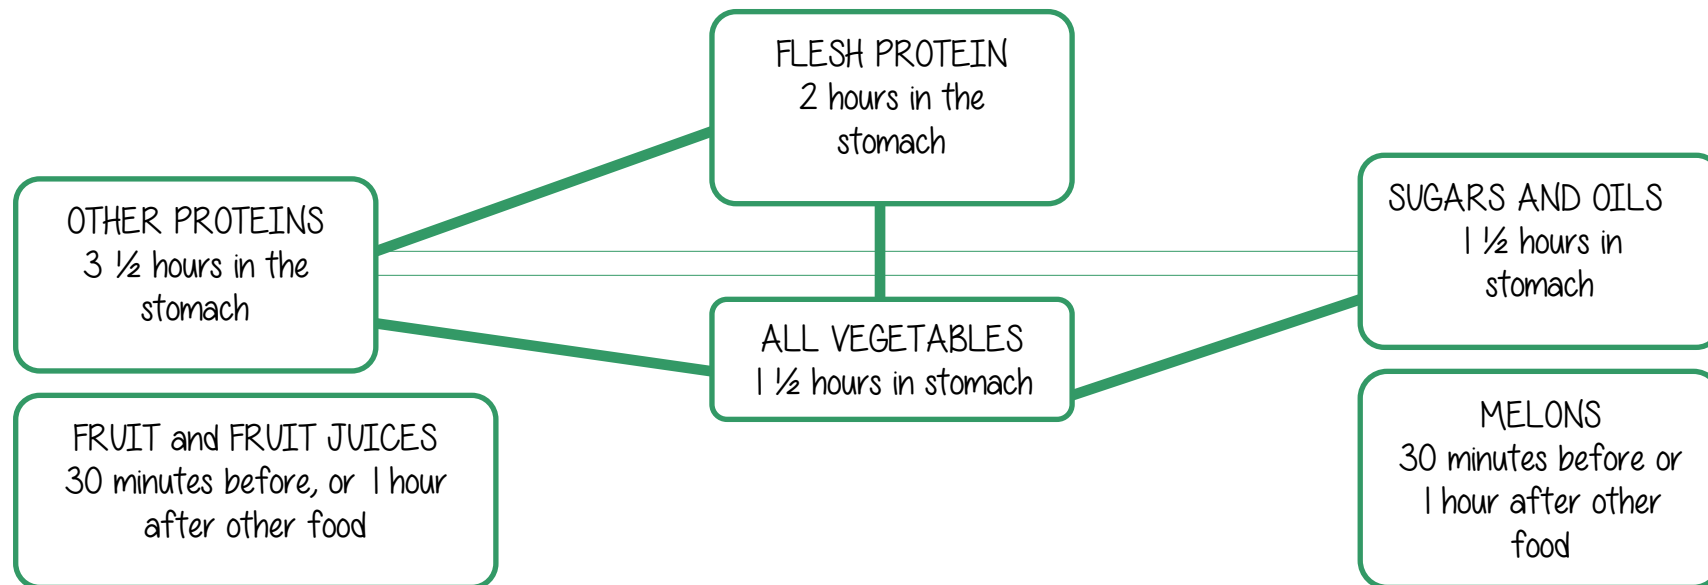 FLESH PROTEIN
2 hours in the
stomach
OTHER PROTEINS
3 ½ hours in the
stomach
SUGARS AND OILS
1 ½ hours in
stomach
ALL VEGETABLES
1 ½ hours in stomach
FRUIT and FRUIT JUICES
30 minutes before, or 1 hour
after other food
MELONS
30 minutes before or
1 hour after other
food